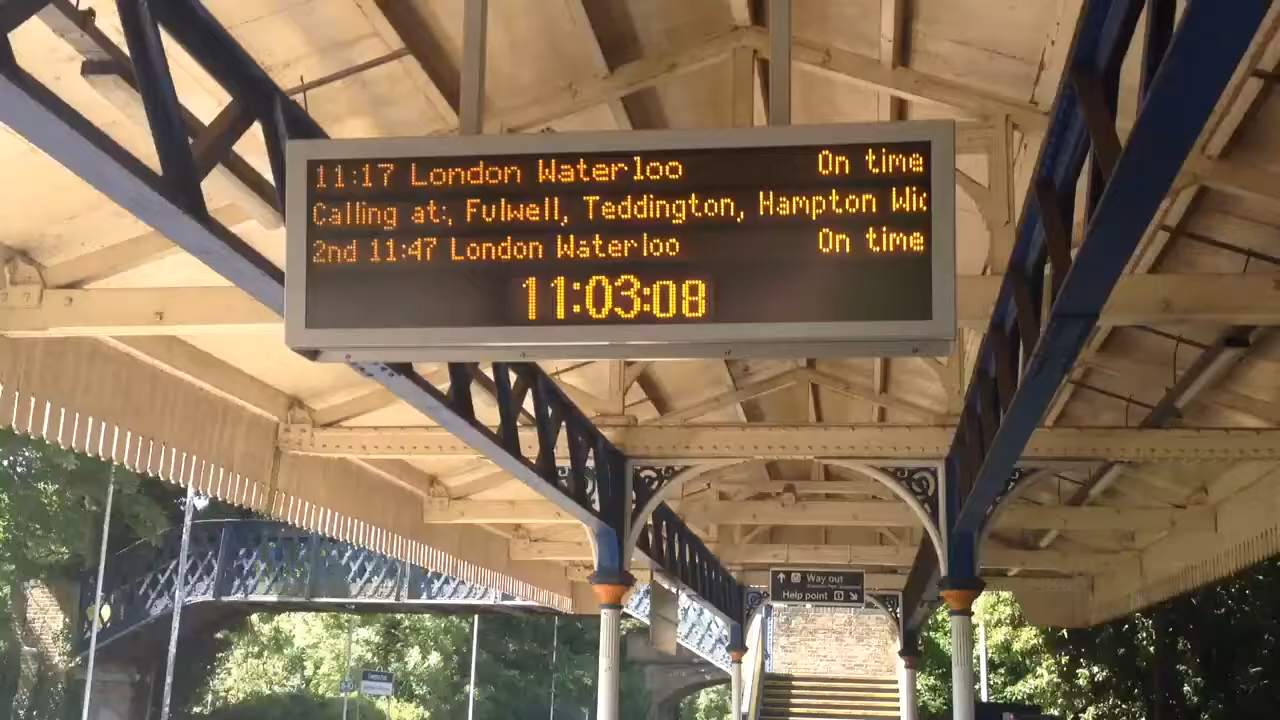 11:17 London Waterloo On time
Calling at:, Fulwell, Teddington, Hampton Wic
2nd 11:47 London Waterloo On time
11:03:08
Way out
Help point